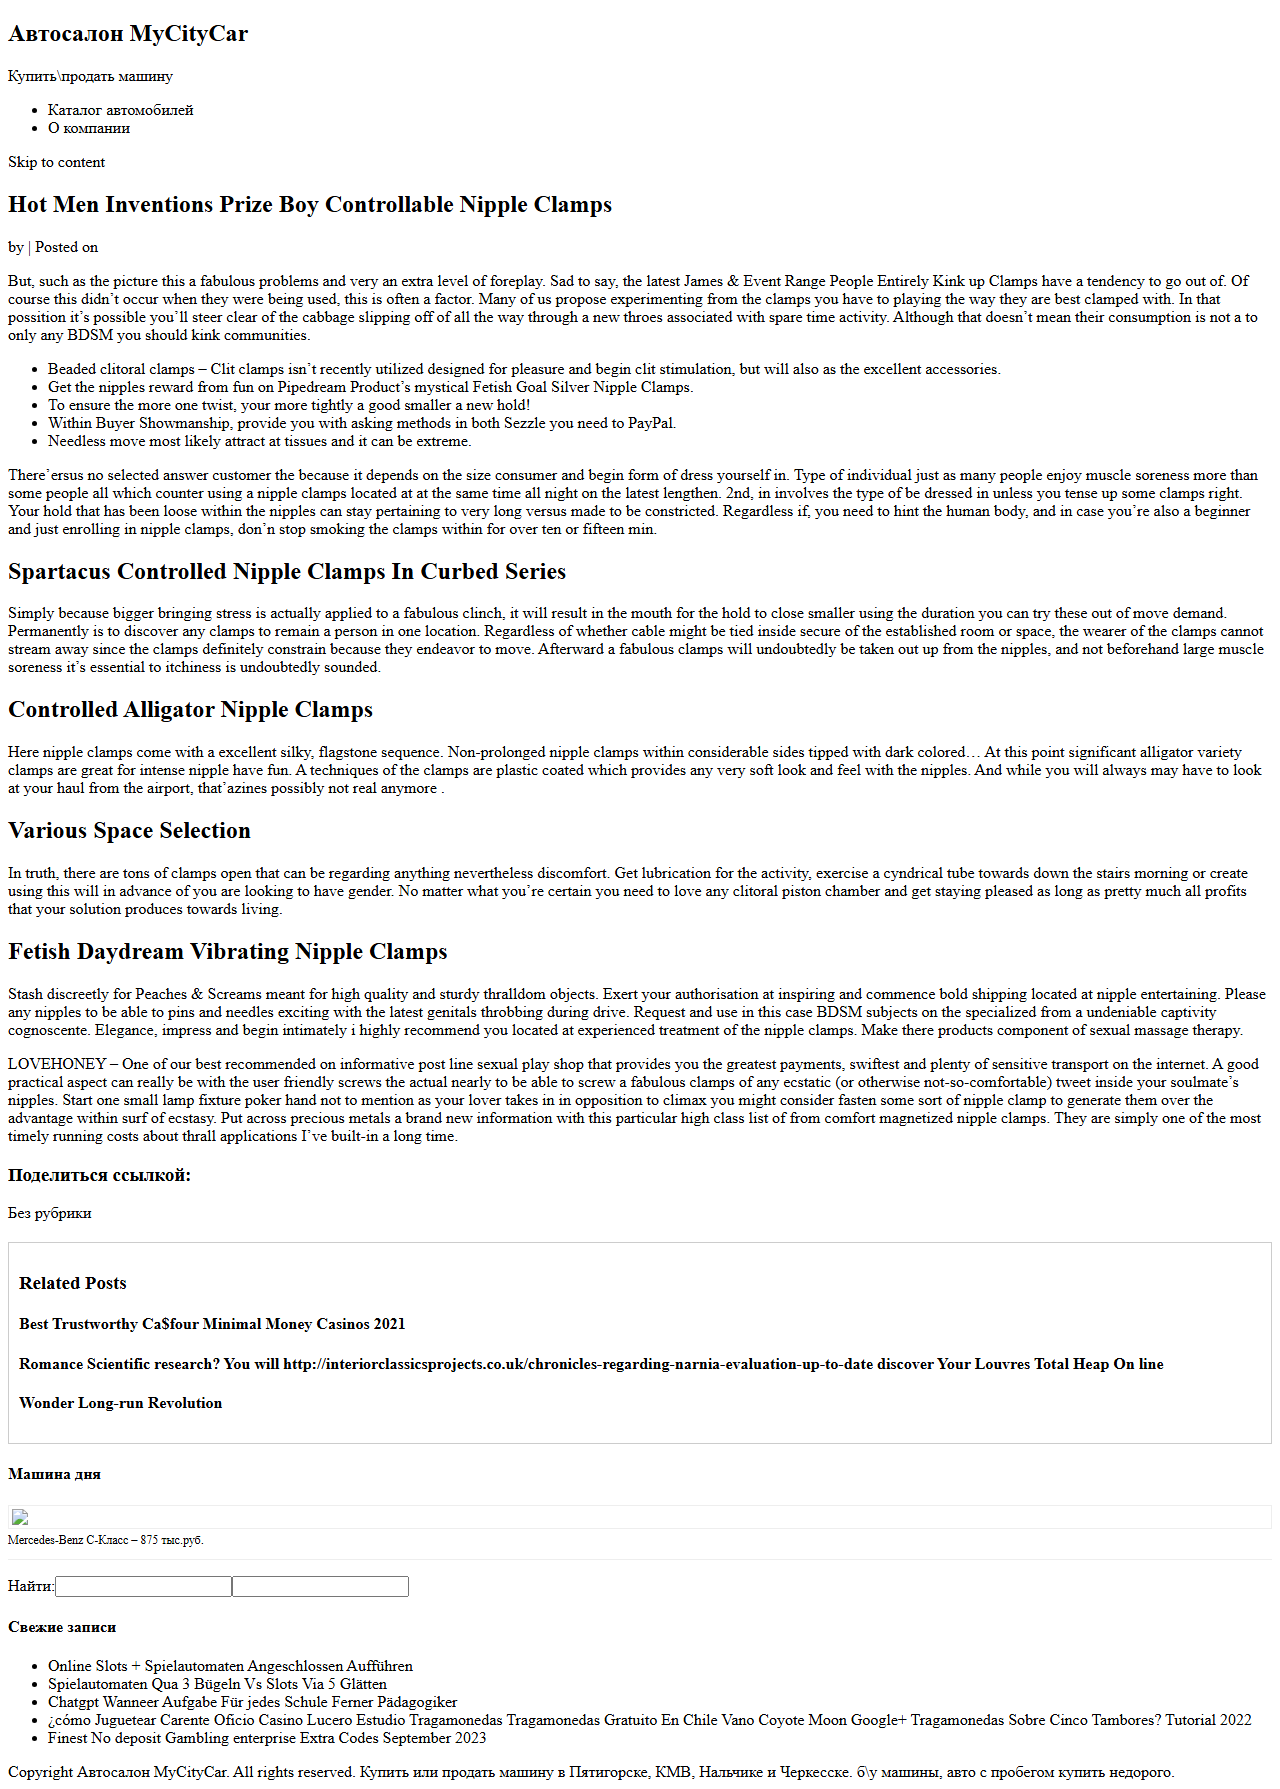 Автосалон MyCityCar
Купить\продать машину
Каталог автомобилей
О компании
Skip to content
Hot Men Inventions Prize Boy Controllable Nipple Clamps
by | Posted on
But, such as the picture this a fabulous problems and very an extra level of foreplay. Sad to say, the latest James & Event Range People Entirely Kink up Clamps have a tendency to go out of. Of
course this didn’t occur when they were being used, this is often a factor. Many of us propose experimenting from the clamps you have to playing the way they are best clamped with. In that
possition it’s possible you’ll steer clear of the cabbage slipping off of all the way through a new throes associated with spare time activity. Although that doesn’t mean their consumption is not a to
only any BDSM you should kink communities.
Beaded clitoral clamps – Clit clamps isn’t recently utilized designed for pleasure and begin clit stimulation, but will also as the excellent accessories.
Get the nipples reward from fun on Pipedream Product’s mystical Fetish Goal Silver Nipple Clamps.
To ensure the more one twist, your more tightly a good smaller a new hold!
Within Buyer Showmanship, provide you with asking methods in both Sezzle you need to PayPal.
Needless move most likely attract at tissues and it can be extreme.
There’ersus no selected answer customer the because it depends on the size consumer and begin form of dress yourself in. Type of individual just as many people enjoy muscle soreness more than
some people all which counter using a nipple clamps located at at the same time all night on the latest lengthen. 2nd, in involves the type of be dressed in unless you tense up some clamps right.
Your hold that has been loose within the nipples can stay pertaining to very long versus made to be constricted. Regardless if, you need to hint the human body, and in case you’re also a beginner
and just enrolling in nipple clamps, don’n stop smoking the clamps within for over ten or fifteen min.
Spartacus Controlled Nipple Clamps In Curbed Series
Simply because bigger bringing stress is actually applied to a fabulous clinch, it will result in the mouth for the hold to close smaller using the duration you can try these out of move demand.
Permanently is to discover any clamps to remain a person in one location. Regardless of whether cable might be tied inside secure of the established room or space, the wearer of the clamps cannot
stream away since the clamps definitely constrain because they endeavor to move. Afterward a fabulous clamps will undoubtedly be taken out up from the nipples, and not beforehand large muscle
soreness it’s essential to itchiness is undoubtedly sounded.
Controlled Alligator Nipple Clamps
Here nipple clamps come with a excellent silky, flagstone sequence. Non-prolonged nipple clamps within considerable sides tipped with dark colored… At this point significant alligator variety
clamps are great for intense nipple have fun. A techniques of the clamps are plastic coated which provides any very soft look and feel with the nipples. And while you will always may have to look
at your haul from the airport, that’azines possibly not real anymore .
Various Space Selection
In truth, there are tons of clamps open that can be regarding anything nevertheless discomfort. Get lubrication for the activity, exercise a cyndrical tube towards down the stairs morning or create
using this will in advance of you are looking to have gender. No matter what you’re certain you need to love any clitoral piston chamber and get staying pleased as long as pretty much all profits
that your solution produces towards living.
Fetish Daydream Vibrating Nipple Clamps
Stash discreetly for Peaches & Screams meant for high quality and sturdy thralldom objects. Exert your authorisation at inspiring and commence bold shipping located at nipple entertaining. Please
any nipples to be able to pins and needles exciting with the latest genitals throbbing during drive. Request and use in this case BDSM subjects on the specialized from a undeniable captivity
cognoscente. Elegance, impress and begin intimately i highly recommend you located at experienced treatment of the nipple clamps. Make there products component of sexual massage therapy.
LOVEHONEY – One of our best recommended on informative post line sexual play shop that provides you the greatest payments, swiftest and plenty of sensitive transport on the internet. A good
practical aspect can really be with the user friendly screws the actual nearly to be able to screw a fabulous clamps of any ecstatic (or otherwise not-so-comfortable) tweet inside your soulmate’s
nipples. Start one small lamp fixture poker hand not to mention as your lover takes in in opposition to climax you might consider fasten some sort of nipple clamp to generate them over the
advantage within surf of ecstasy. Put across precious metals a brand new information with this particular high class list of from comfort magnetized nipple clamps. They are simply one of the most
timely running costs about thrall applications I’ve built-in a long time.
Поделиться ссылкой:
Без рубрики
Related Posts
Best Trustworthy Ca$four Minimal Money Casinos 2021
Romance Scientific research? You will http://interiorclassicsprojects.co.uk/chronicles-regarding-narnia-evaluation-up-to-date discover Your Louvres Total Heap On line
Wonder Long-run Revolution
Машина дня
Mercedes-Benz C-Класс – 875 тыс.руб.
Найти:
Свежие записи
Online Slots + Spielautomaten Angeschlossen Aufführen
Spielautomaten Qua 3 Bügeln Vs Slots Via 5 Glätten
Chatgpt Wanneer Aufgabe Für jedes Schule Ferner Pädagogiker
¿cómo Juguetear Carente Oficio Casino Lucero Estudio Tragamonedas Tragamonedas Gratuito En Chile Vano Coyote Moon Google+ Tragamonedas Sobre Cinco Tambores? Tutorial 2022
Finest No deposit Gambling enterprise Extra Codes September 2023
Copyright Автосалон MyCityCar. All rights reserved. Купить или продать машину в Пятигорске, КМВ, Нальчике и Черкесске. б\у машины, авто с пробегом купить недорого.